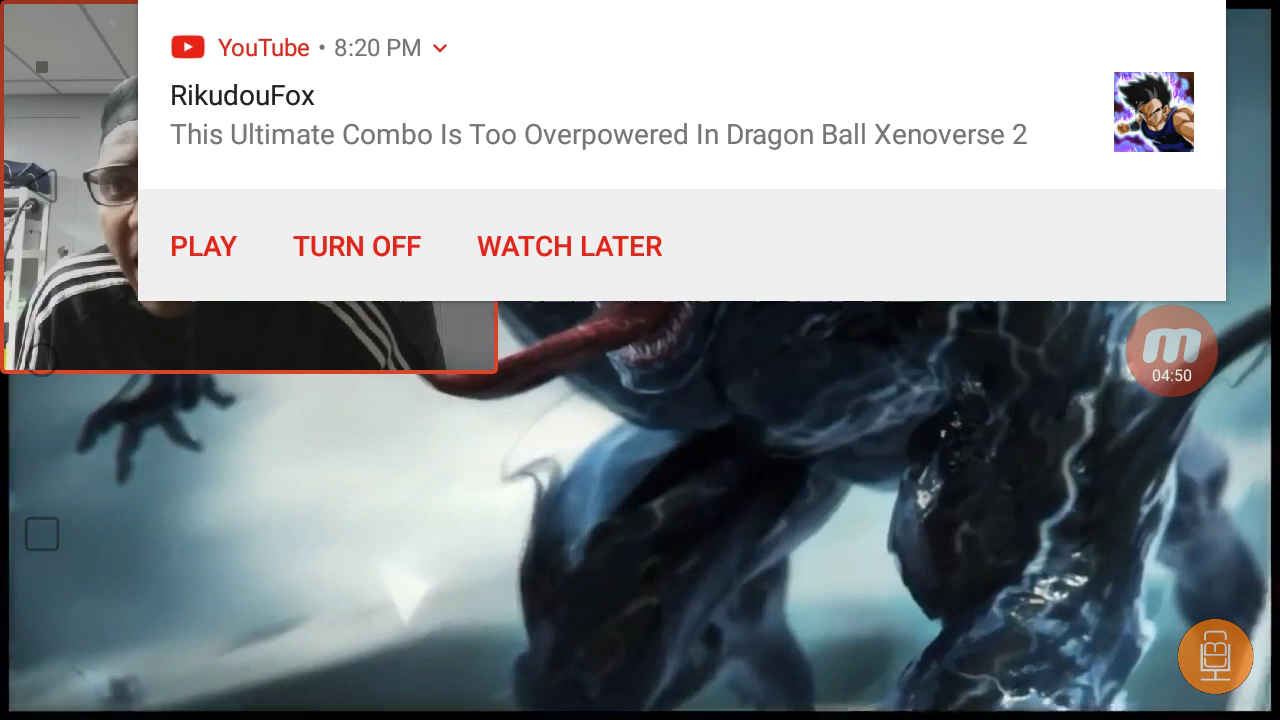 YouTube • 8:20 PM
RikudouFox
This Ultimate Combo Is Too Overpowered In Dragon Ball Xenoverse 2
PLAY TURN OFF WATCH LATER
m
04:50